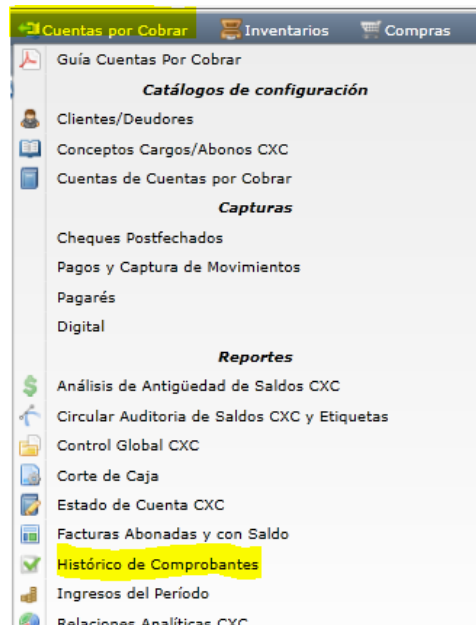 Cuentas por Cobrar Inventarios Compras
Guía Cuentas Por Cobrar
Catálogos de configuración
Clientes/Deudores
Conceptos Cargos/Abonos CXC
Cuentas de Cuentas por Cobrar
Capturas
Cheques Postfechados
Pagos y Captura de Movimientos
Pagarés
Digital
Reportes
Análisis de Antigüedad de Saldos CXC
Circular Auditoria de Saldos CXC y Etiquetas
Control Global CXC
Corte de Caja
Estado de Cuenta CXC
Facturas Abonadas y con Saldo
Histórico de Comprobantes
Ingresos del Período
Relaciones Analíticas CXC